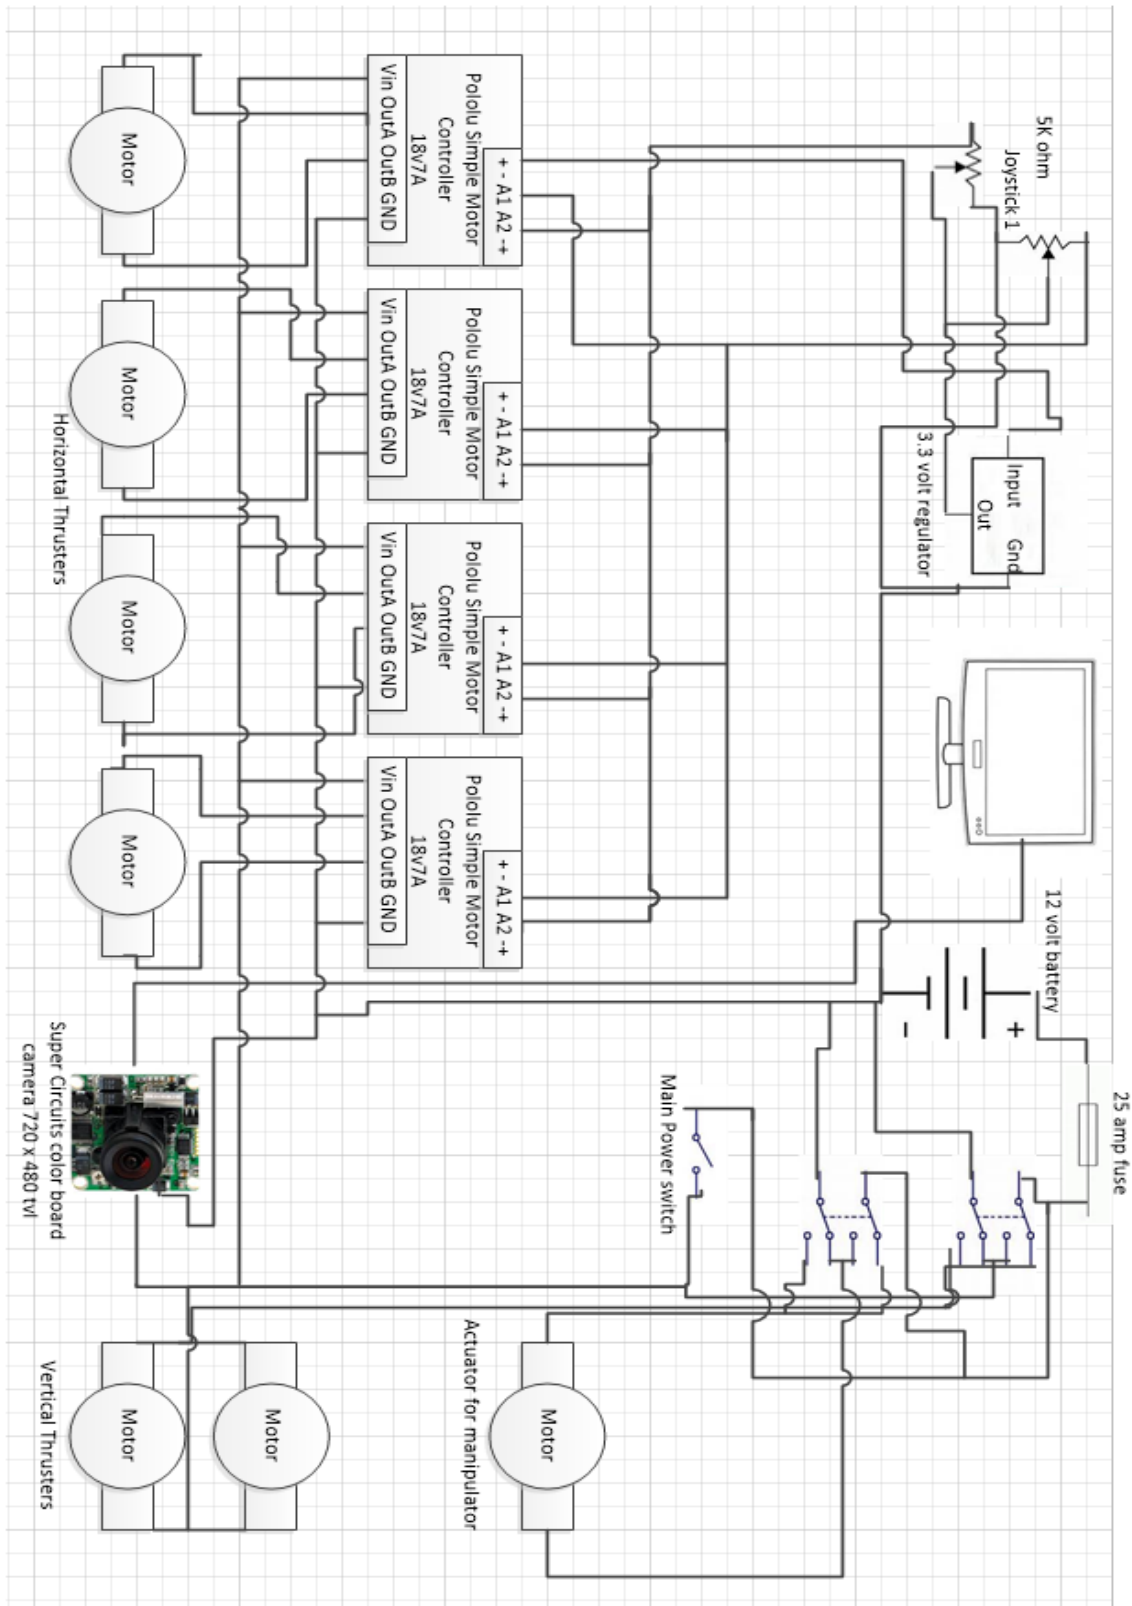 5K ohm
Joystick 1
Input
Gnd
Out
3.3 volt regulator
12 volt battery
+
-
25 amp fuse
Pololu Simple Motor
Controller
18v7A
+ - A1 A2 -+
Vin OutA OutB GND
Pololu Simple Motor
Controller
18v7A
+ - A1 A2 -+
Vin OutA OutB GND
Pololu Simple Motor
Controller
18v7A
+ - A1 A2 -+
Vin OutA OutB GND
Pololu Simple Motor
Controller
18v7A
+ - A1 A2 -+
Vin OutA OutB GND
Main Power switch
Motor
Motor
Motor
Motor
Horizontal Thrusters
Super Circuits color board
camera 720 x 480 tvl
Motor
Actuator for manipulator
Motor
Motor
Vertical Thrusters